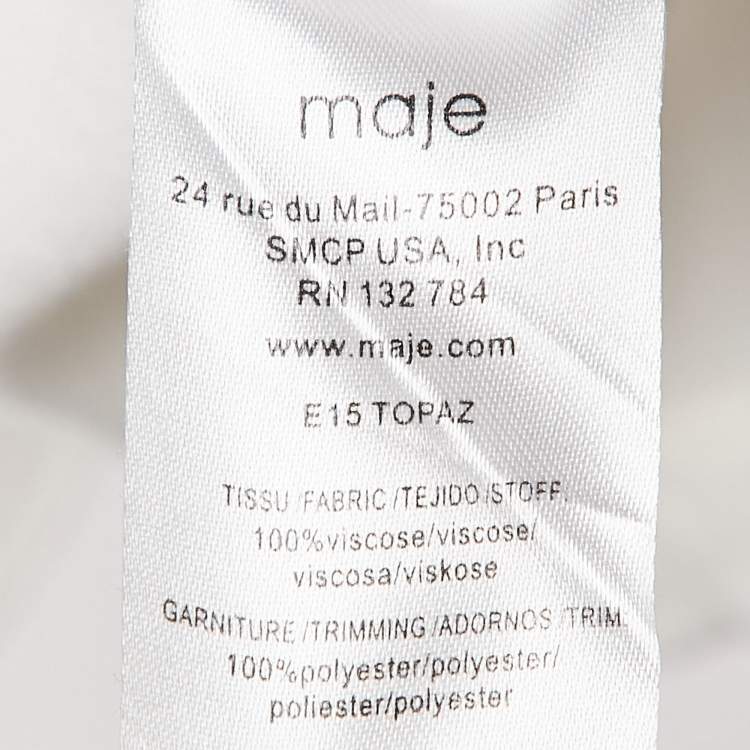 maje
24 rue du Mail-75002 Paris
SMCP USA, Inc
RN 132 784
www.maje.com
E15 TOPAZ
TISSU /FABRIC /TEJIDO /STOFF.
100%viscose/viscose/
viscosa/viskose
GARNITURE /TRIMMING /ADORNOS /TRIM.
100%polyester/polyester/
poliester/polyester